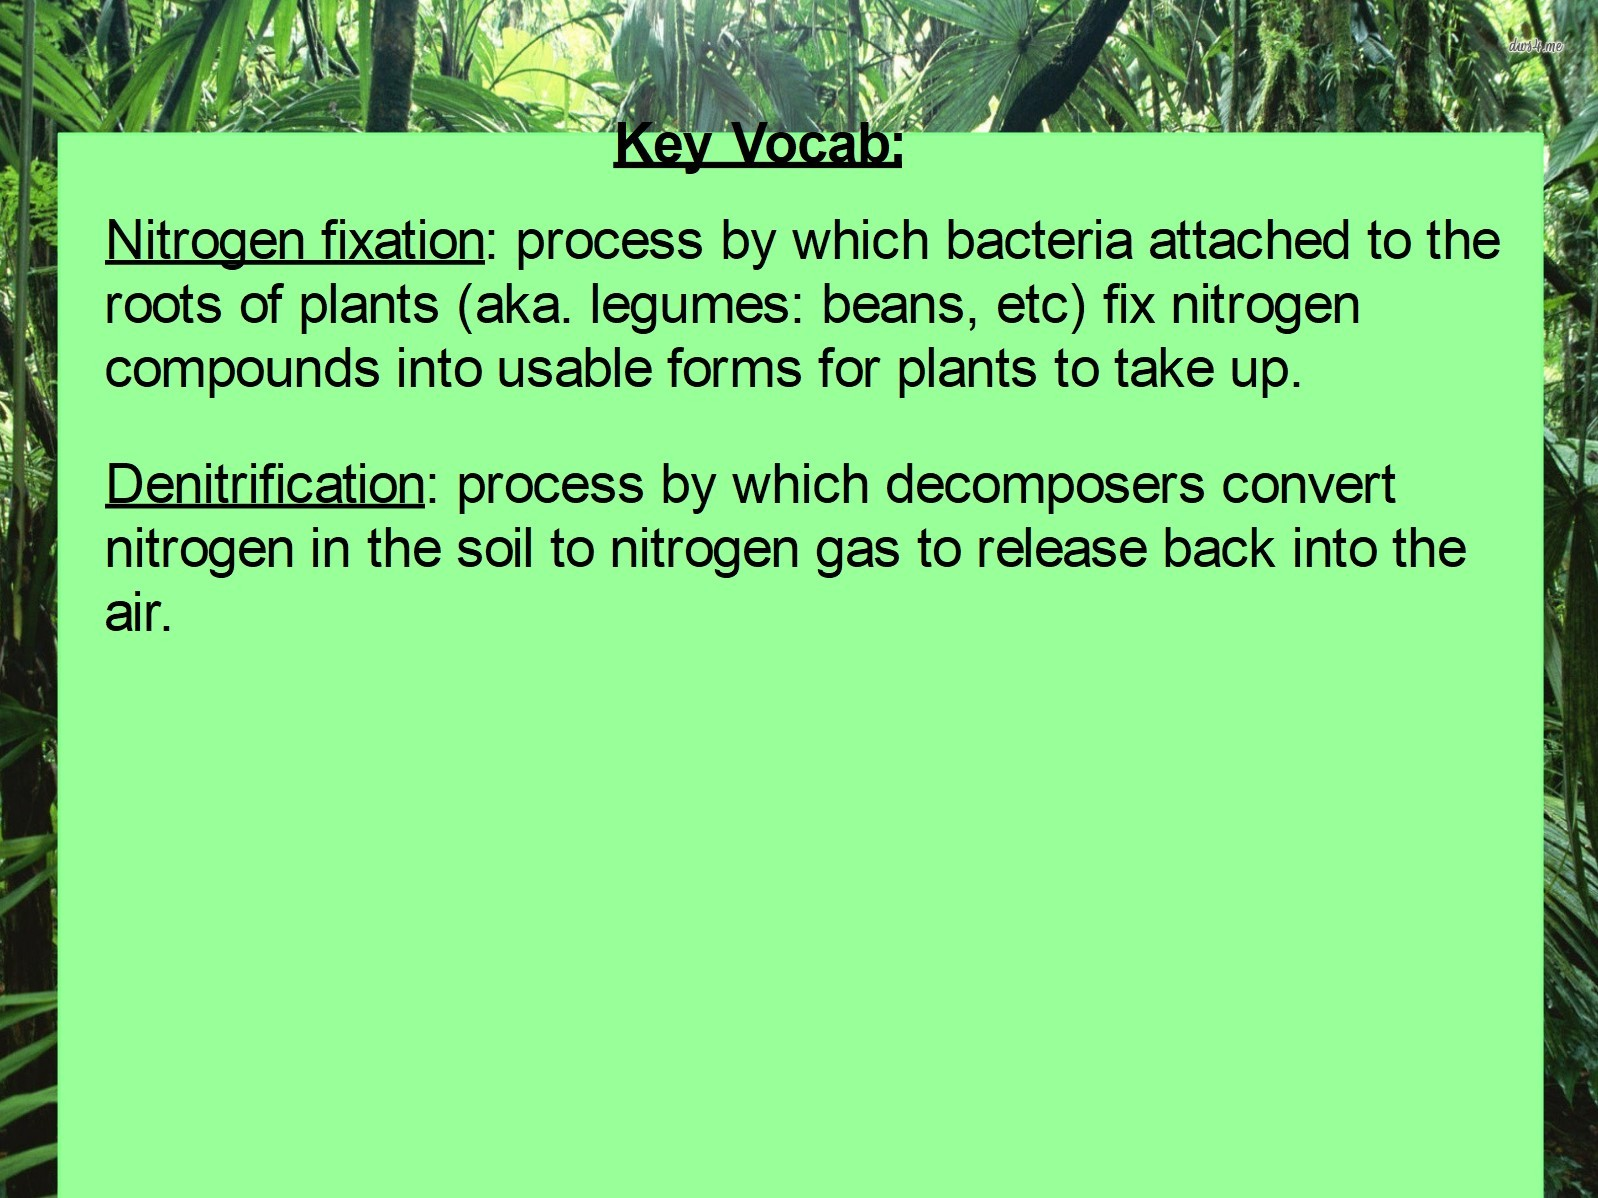 dws4.me
Key Vocab:
Nitrogen fixation: process by which bacteria attached to the
roots of plants (aka. legumes: beans, etc) fix nitrogen
compounds into usable forms for plants to take up.
Denitrification: process by which decomposers convert
nitrogen in the soil to nitrogen gas to release back into the
air.